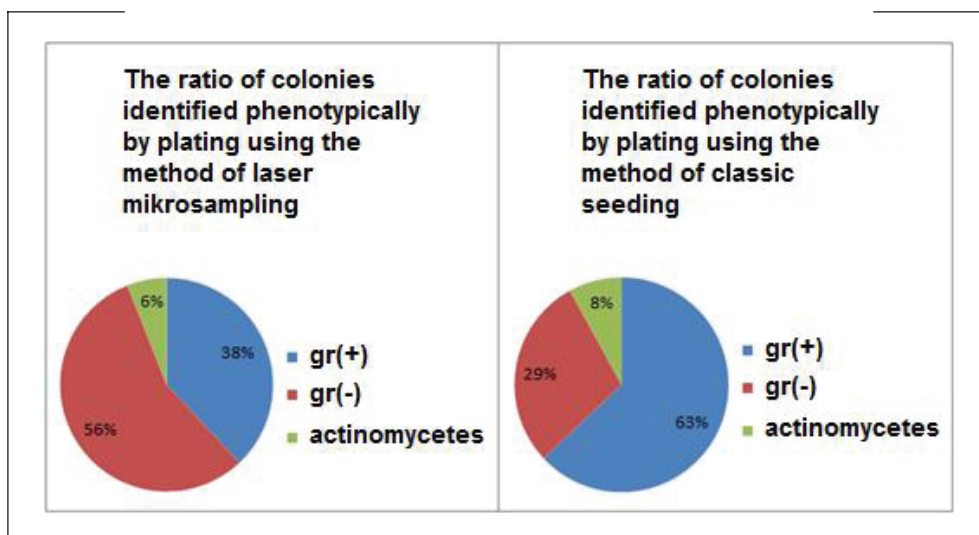 The ratio of colonies
identified phenotypically
by plating using the
method of laser
mikrosampling
6%
38%
56%
gr(+)
gr(-)
actinomycetes
The ratio of colonies
identified phenotypically
by plating using the
method of classic
seeding
8%
29%
63%
gr(+)
gr(-)
actinomycetes